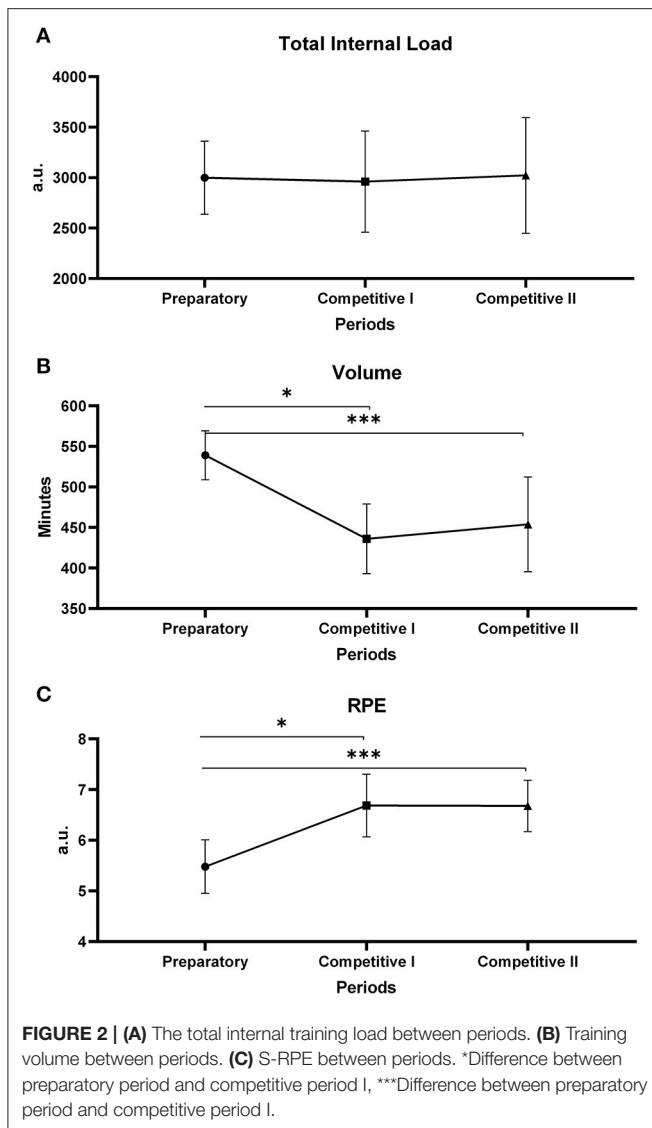 A
Total Internal Load
4000
3500
3000
2500
2000
a.u.
Preparatory Competitive I Competitive II
Periods
B
Volume
*
***
600
550
500
450
400
350
Minutes
Preparatory Competitive I Competitive II
Periods
C
RPE
*
***
8
7
6
5
4
a.u.
Preparatory Competitive I Competitive II
Periods
FIGURE 2 | (A) The total internal training load between periods. (B) Training
volume between periods. (C) S-RPE between periods. *Difference between
preparatory period and competitive period I, ***Difference between preparatory
period and competitive period I.